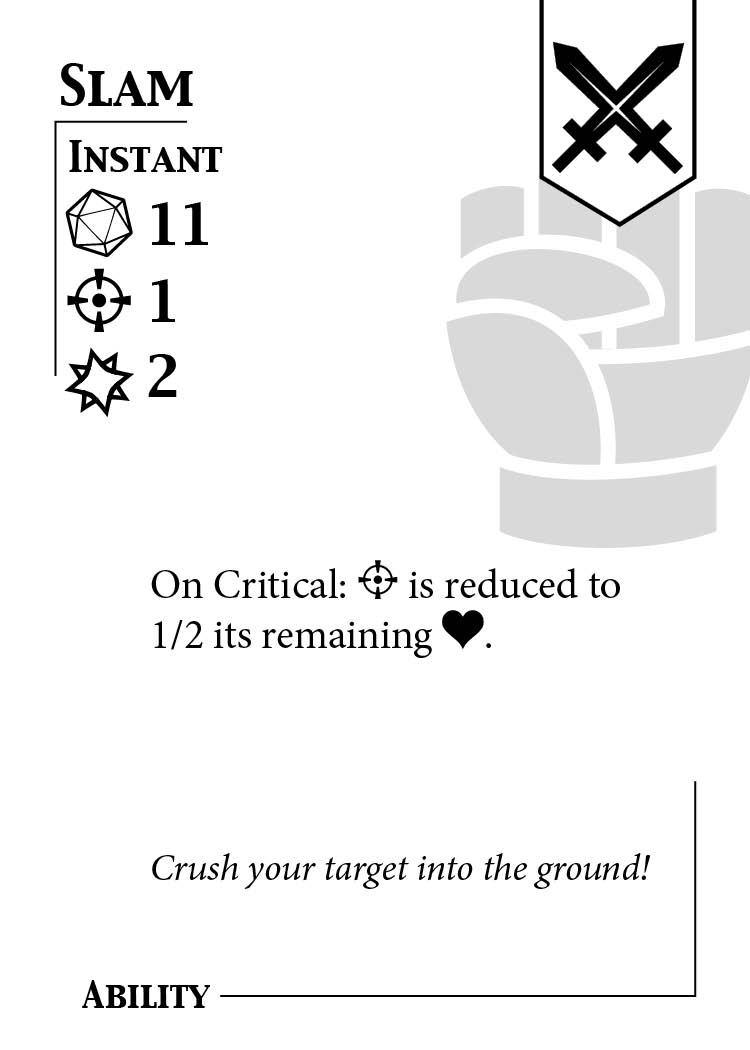 Slam
Instant
11
1
2
On Critical: is reduced to
1/2 its remaining .
Crush your target into the ground!
Ability